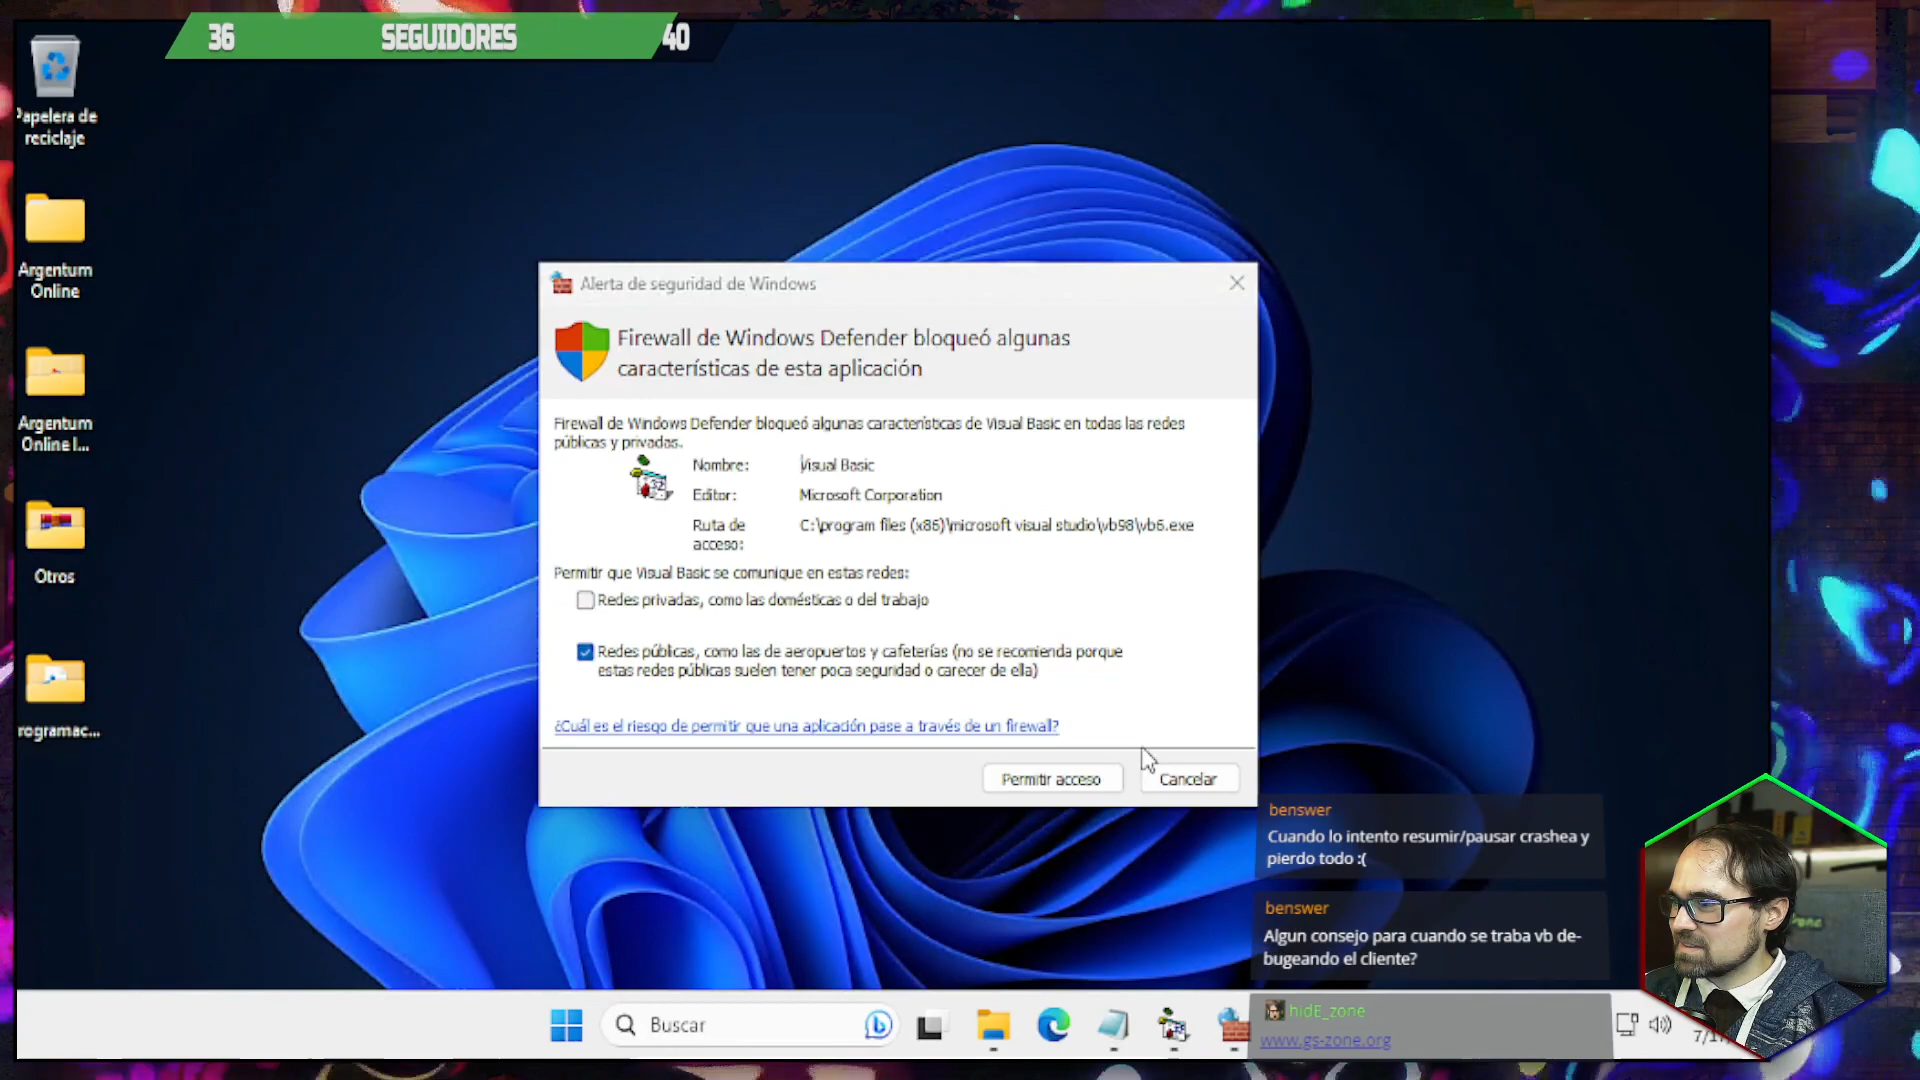 36 SEGUIDORES 40
Papelera de
reciclaje
Argentum
Online
Argentum
Online I...
Otros
rogramac...
Alerta de seguridad de Windows
Firewall de Windows Defender bloqueó algunas
características de esta aplicación
Firewall de Windows Defender bloqueó algunas características de Visual Basic en todas las redes
públicas y privadas.
Nombre: Visual Basic
Editor: Microsoft Corporation
Ruta de C:\program files (x86)\microsoft visual studio\vb98\vb6.exe
acceso:
Permitir que Visual Basic se comunique en estas redes:
Redes privadas, como las domésticas o del trabajo
Redes públicas, como las de aeropuertos y cafeterías (no se recomienda porque
estas redes públicas suelen tener poca seguridad o carecer de ella)
¿Cuál es el riesgo de permitir que una aplicación pase a través de un firewall?
Permitir acceso Cancelar
benswer
Cuando lo intento resumir/pausar crashea y
pierdo todo :(
benswer
Algun consejo para cuando se traba vb de-
bugeando el cliente?
hidE_zone
www.gs-zone.org
Buscar